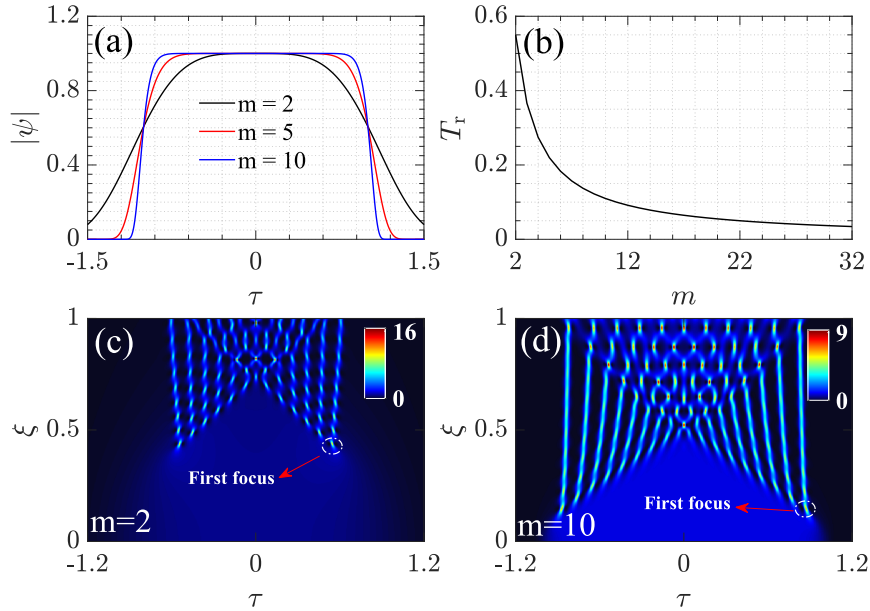 (a)
1.2
0.8
0.4
0
|ψ|
m = 2
m = 5
m = 10
-1.5 0 1.5
τ
(b)
0.6
0.4
0.2
0
T_r
2 12 22 32
m
(c)
1
0.5
0
ξ
16
0
First focus
m=2
-1.2 0 1.2
τ
(d)
1
0.5
0
ξ
9
0
First focus
m=10
-1.2 0 1.2
τ